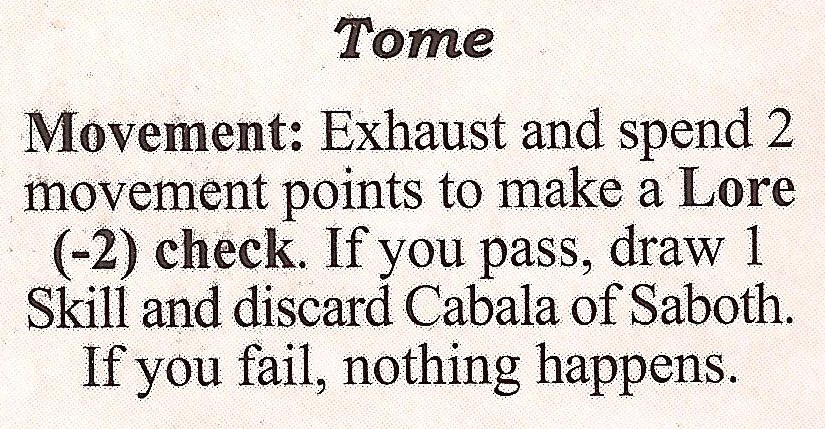 Tome
Movement: Exhaust and spend 2
movement points to make a Lore
(-2) check. If you pass, draw 1
Skill and discard Cabala of Saboth.
If you fail, nothing happens.